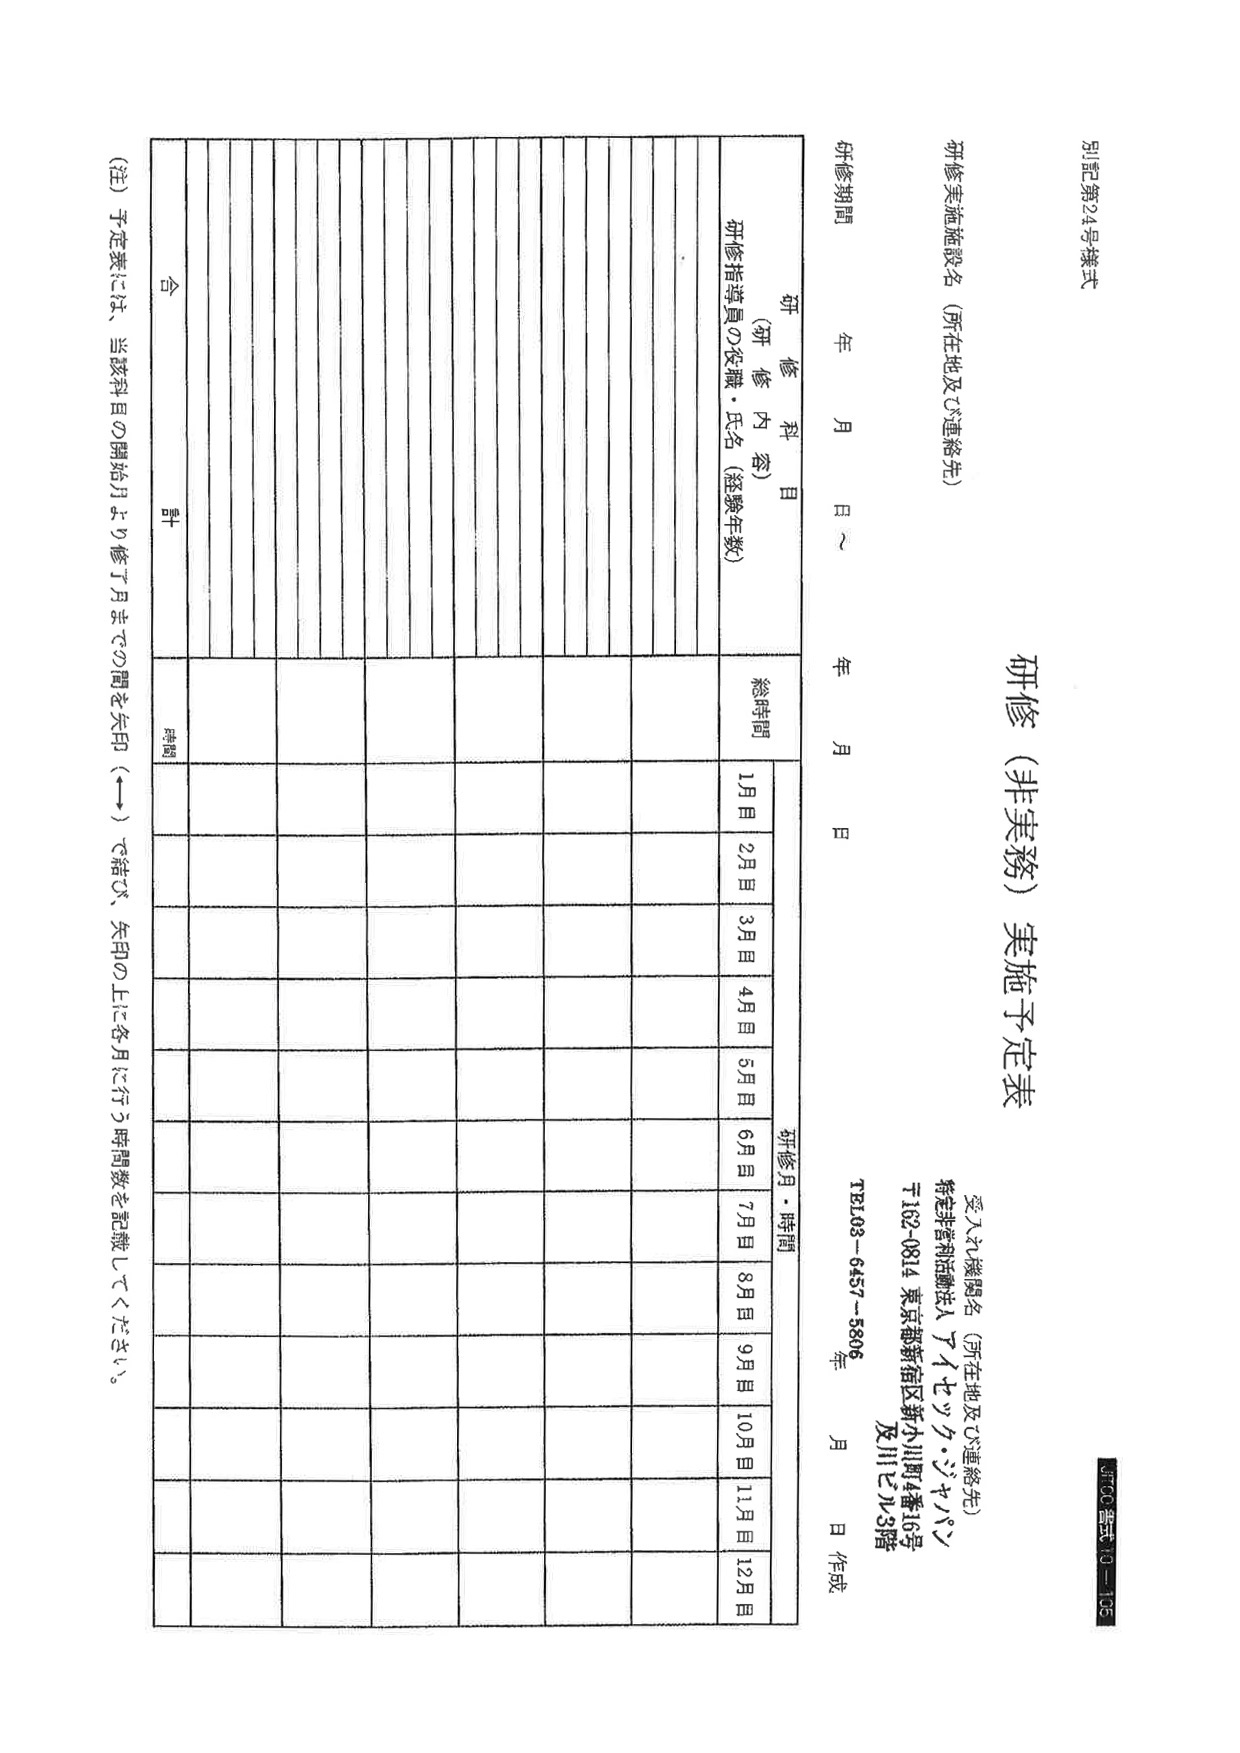 別記第24号様式
JITCO書式10－105
研修（非実務）実施予定表
研修実施施設名（所在地及び連絡先）
受入れ機関名（所在地及び連絡先）
特定非営利活動法人 アイセック・ジャパン
〒162-0814 東京都新宿区新小川町4番16号
及川ビル3階
TEL03－6457－5806
研修期間 年 月 日～ 年 月 日
年 月 日 作成
研 修 科 目
（研 修 内 容）
研修指導員の役職・氏名（経験年数）
総時間
研修月・時間
1月目 2月目 3月目 4月目 5月目 6月目 7月目 8月目 9月目 10月目 11月目 12月目
合 計 時間
（注）予定表には、当該科目の開始月より修了月までの間を矢印（←→）で結び、矢印の上に各月に行う時間数を記載してください。